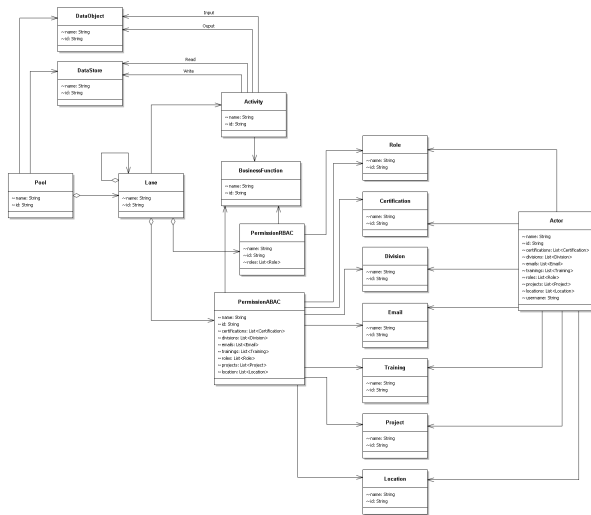 DataObject
~ name: String
~ id: String
Input
Ouput
DataStore
~ name: String
~ id: String
Read
Write
Activity
~ name: String
~ id: String
Role
~ name: String
~ id: String
BusinessFunction
~ name: String
~ id: String
Pool
~ name: String
~ id: String
Lase
~ name: String
~ id: String
Certification
~ name: String
~ id: String
PermissionRBAC
~ name: String
~ id: String
~ roles: List<Role>
Actor
~ name: String
~ id: String
~ certifications: List<Certification>
~ divisions: List<Division>
~ emails: List<Email>
~ trainings: List<Training>
~ roles: List<Role>
~ projects: List<Project>
~ locations: List<Location>
~ username: String
Division
~ name: String
~ id: String
PermissionABAC
~ name: String
~ id: String
~ certifications: List<Certification>
~ divisions: List<Division>
~ emails: List<Email>
~ trainings: List<Training>
~ roles: List<Role>
~ projects: List<Project>
~ location: List<Location>
Email
~ name: String
~ id: String
Training
~ name: String
~ id: String
Project
~ name: String
~ id: String
Location
~ name: String
~ id: String